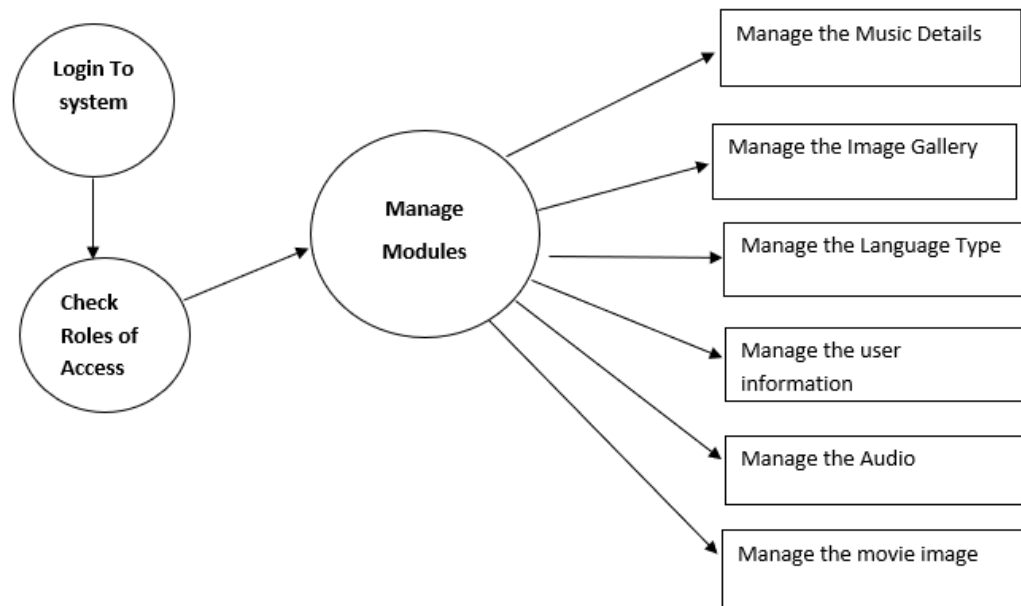 Login To
system
Check
Roles of
Access
Manage
Modules
Manage the Music Details
Manage the Image Gallery
Manage the Language Type
Manage the user
information
Manage the Audio
Manage the movie image